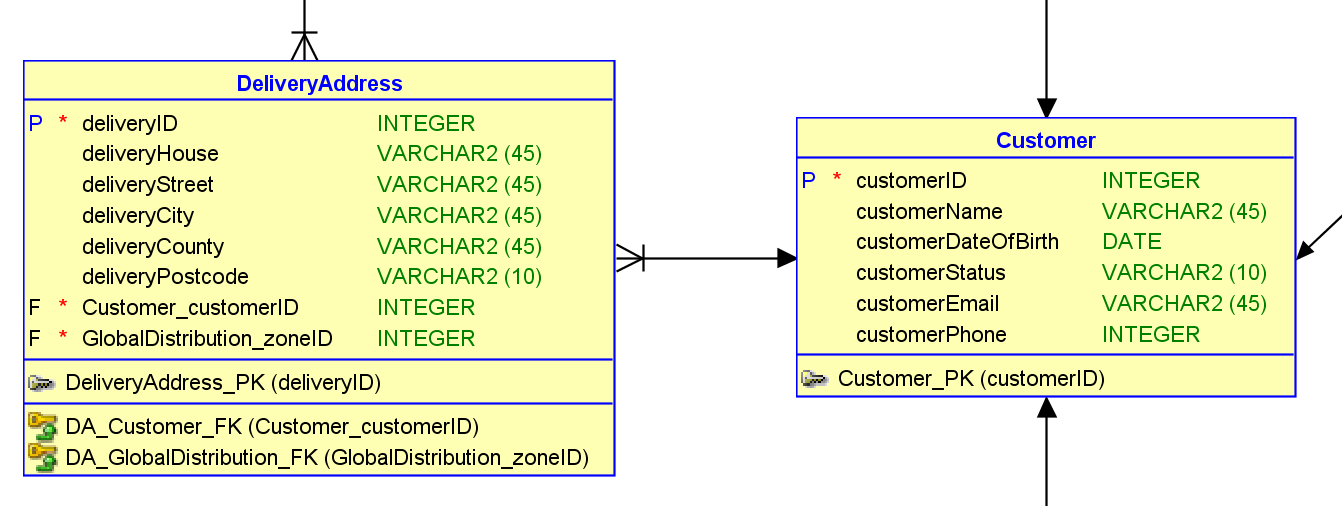 DeliveryAddress
P * deliveryID INTEGER
deliveryHouse VARCHAR2 (45)
deliveryStreet VARCHAR2 (45)
deliveryCity VARCHAR2 (45)
deliveryCounty VARCHAR2 (45)
deliveryPostcode VARCHAR2 (10)
F * Customer_customerID INTEGER
F * GlobalDistribution_zoneID INTEGER
DeliveryAddress_PK (deliveryID)
DA_Customer_FK (Customer_customerID)
DA_GlobalDistribution_FK (GlobalDistribution_zoneID)
Customer
P * customerID INTEGER
customerName VARCHAR2 (45)
customerDateOfBirth DATE
customerStatus VARCHAR2 (10)
customerEmail VARCHAR2 (45)
customerPhone INTEGER
Customer_PK (customerID)